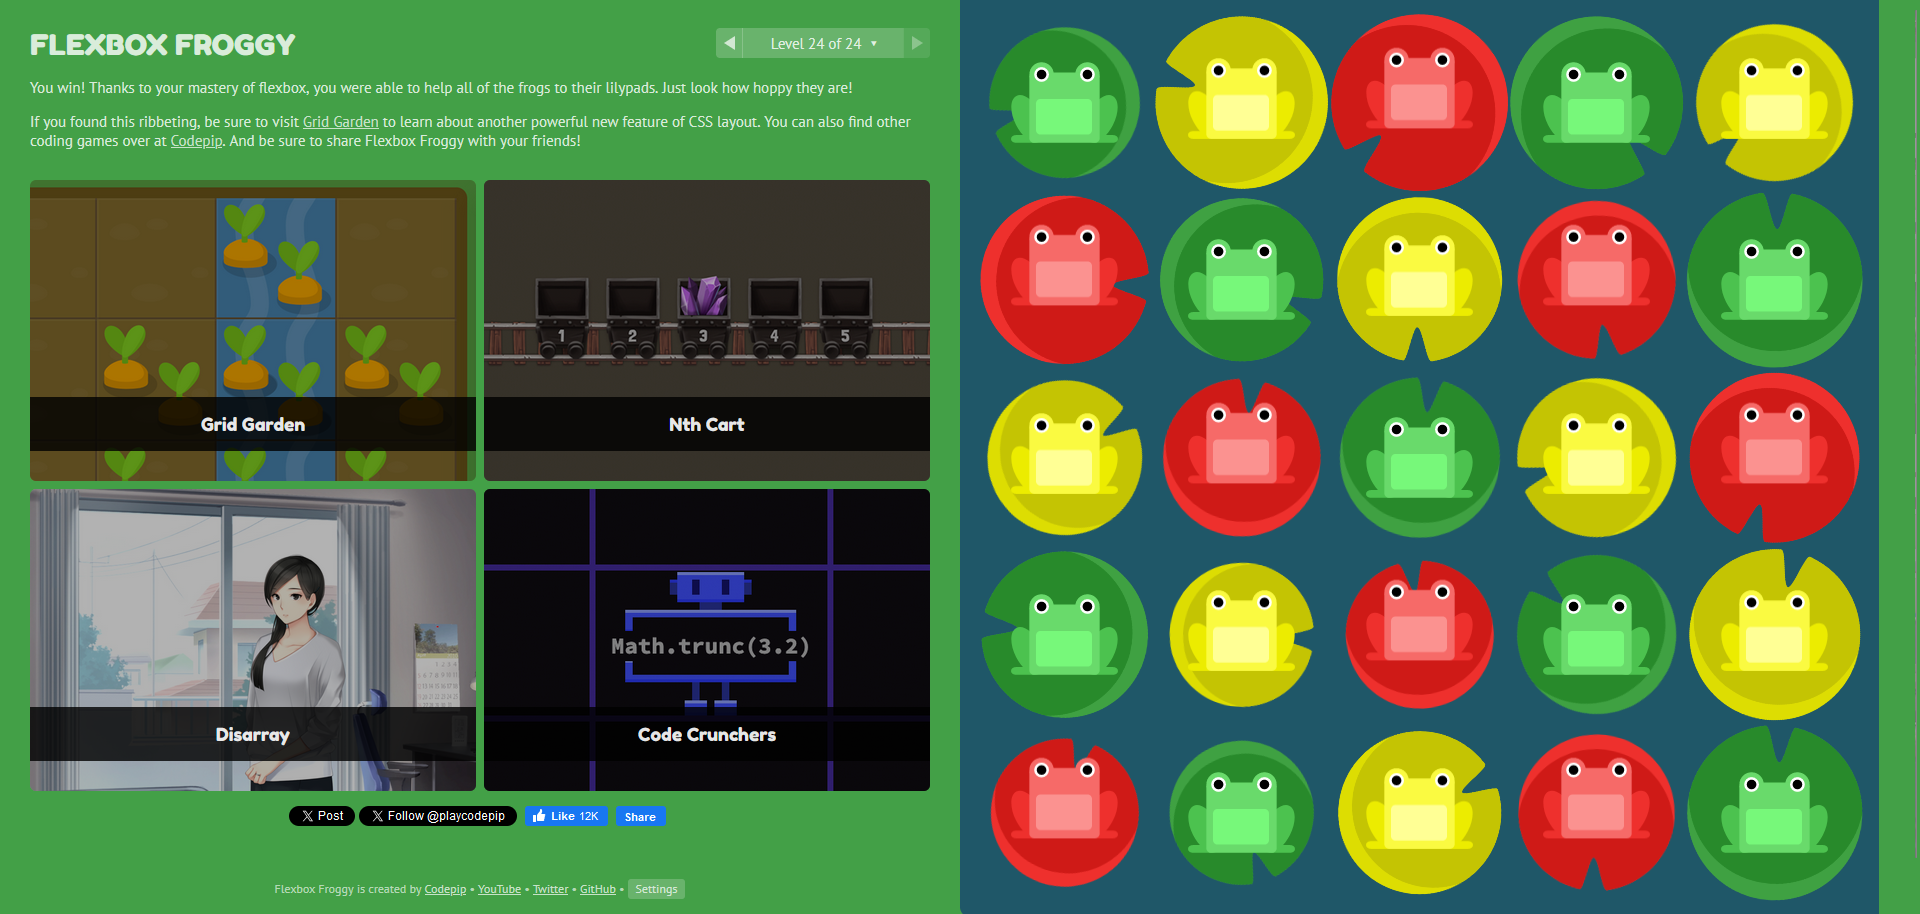 FLEXBOX FROGGY
Level 24 of 24
You win! Thanks to your mastery of flexbox, you were able to help all of the frogs to their lilypads. Just look how hoppy they are!
If you found this ribbeting, be sure to visit Grid Garden to learn about another powerful new feature of CSS layout. You can also find other
coding games over at Codepip. And be sure to share Flexbox Froggy with your friends!
1 2 3 4 5
Grid Garden
Nth Cart
Math.trunc(3.2)
Disarray
Code Crunchers
Post
Follow @playcodepip
Like 12K
Share
Flexbox Froggy is created by Codepip • YouTube • Twitter • GitHub • Settings